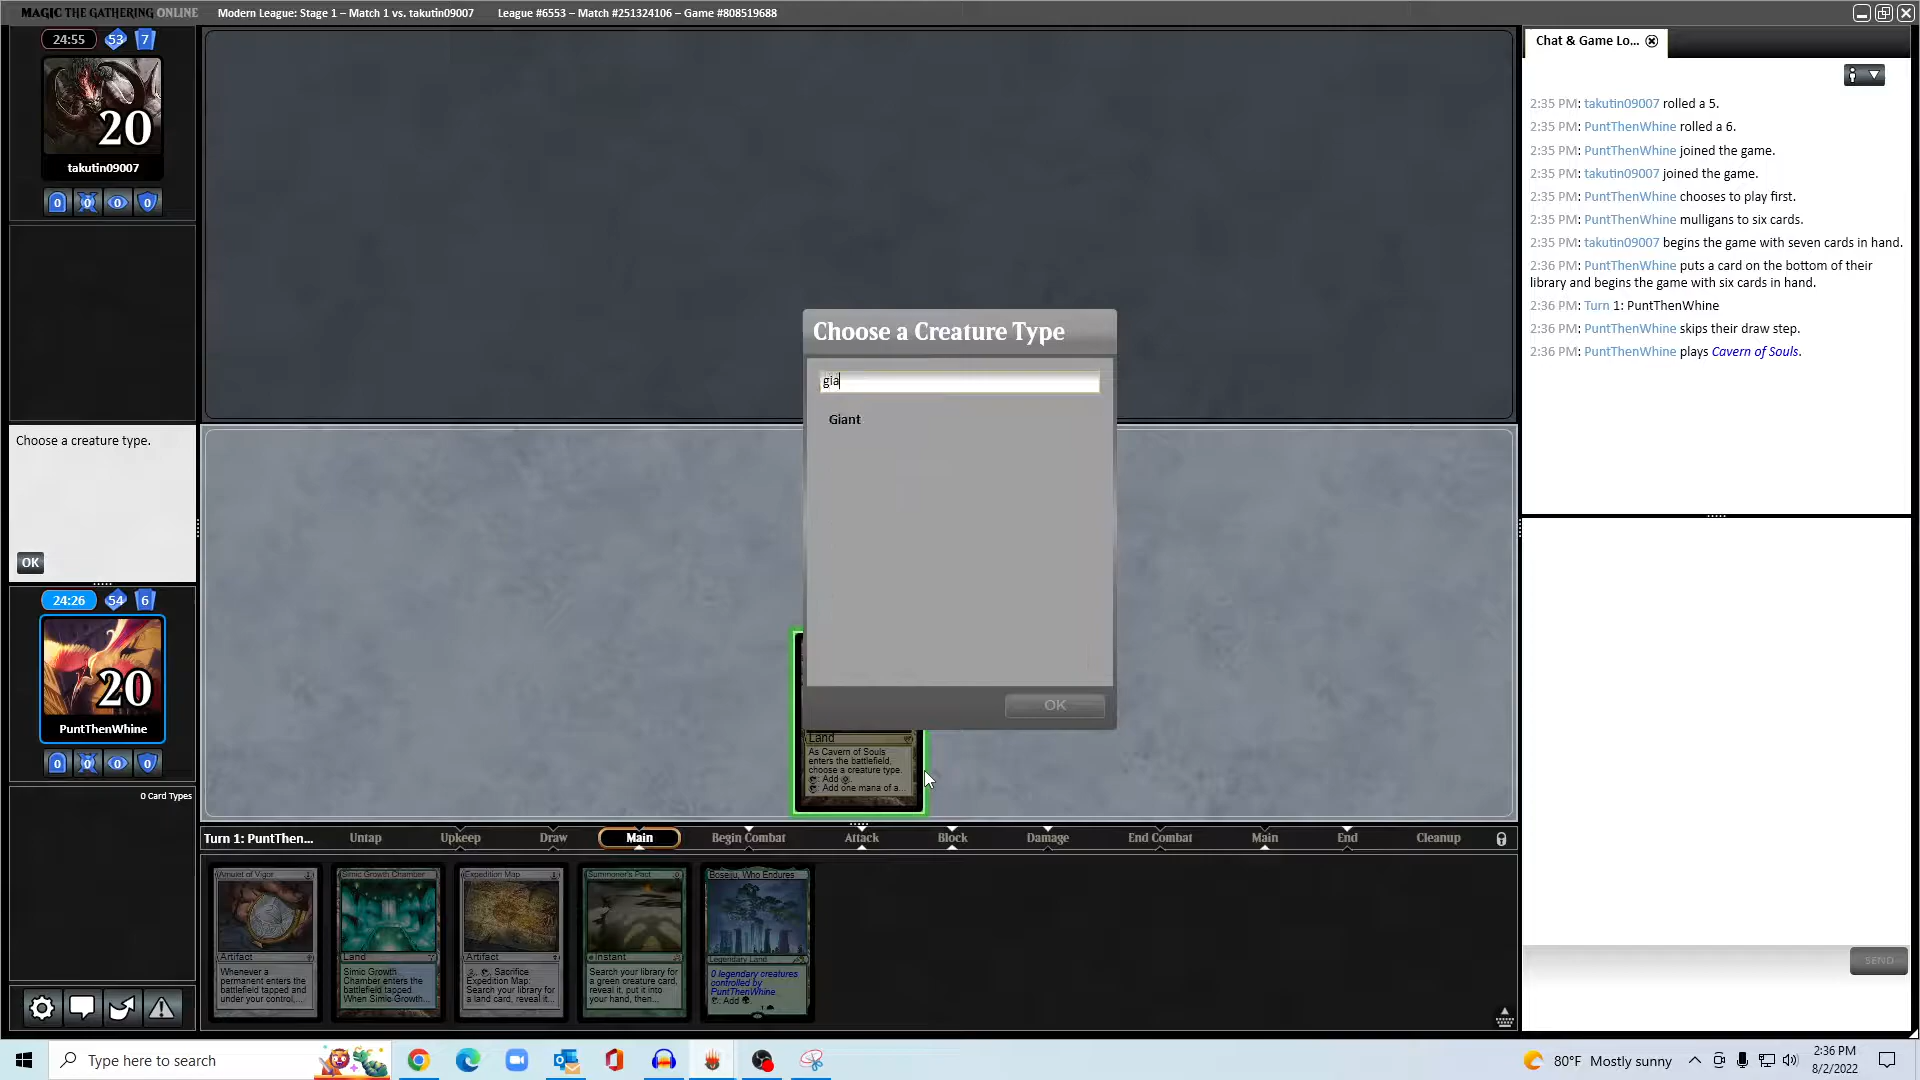 MAGIC THE GATHERING ONLINE
Modern League: Stage 1 – Match 1 vs. takutin09007
League #6553 – Match #251324106 – Game #808519688
24:55 53 7
20
takutin09007
0 0 0 0
Choose a creature type.
OK
24:26 54 6
20
PuntThenWhine
0 0 0 0
0 Card Types
Choose a Creature Type
gia
Giant
OK
Land
As Cavern of Souls
enters the battlefield,
choose a creature type.
: Add
: Add one mana of a...
Turn 1: PuntThen...
Untap
Upkeep
Draw
Main
Begin Combat
Attack
Block
Damage
End Combat
Main
End
Cleanup
Amulet of Vigor
Artifact
Whenever a
permanent enters the
battlefield tapped and
under your control,...
Simic Growth Chamber
Land
Simic Growth
Chamber enters the
battlefield tapped.
When Simic Growth...
Expedition Map
Artifact
2, , Sacrifice
Expedition Map:
Search your library
for a land card, reveal it...
Summoner's Pact
Instant
Search your library for
a green creature card,
reveal it, put it into
your hand, then...
Boseiju, Who Endures
Legendary Land
0 legendary creatures
controlled by
PuntThenWhine
: Add
Chat & Game Lo...
2:35 PM: takutin09007 rolled a 5.
2:35 PM: PuntThenWhine rolled a 6.
2:35 PM: PuntThenWhine joined the game.
2:35 PM: takutin09007 joined the game.
2:35 PM: PuntThenWhine chooses to play first.
2:35 PM: PuntThenWhine mulligans to six cards.
2:35 PM: takutin09007 begins the game with seven cards in hand.
2:36 PM: PuntThenWhine puts a card on the bottom of their
library and begins the game with six cards in hand.
2:36 PM: Turn 1: PuntThenWhine
2:36 PM: PuntThenWhine skips their draw step.
2:36 PM: PuntThenWhine plays Cavern of Souls.
SEND
Type here to search
80°F Mostly sunny
2:36 PM
8/2/2022